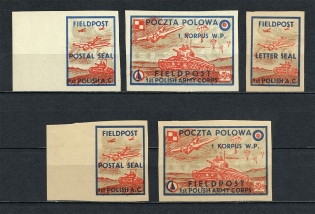 FIELDPOST
POSTAL SEAL
1st POLISH A.C.
POCZTA POLOWA
1 KORPUS W.P.
FIELDPOST
1st POLISH ARMY CORPS
FIELDPOST
LETTER SEAL
1st POLISH A.C.
FIELDPOST
POSTAL SEAL
1st POLISH A.C.
POCZTA POLOWA
1 KORPUS W.P.
FIELDPOST
1st POLISH ARMY CORPS